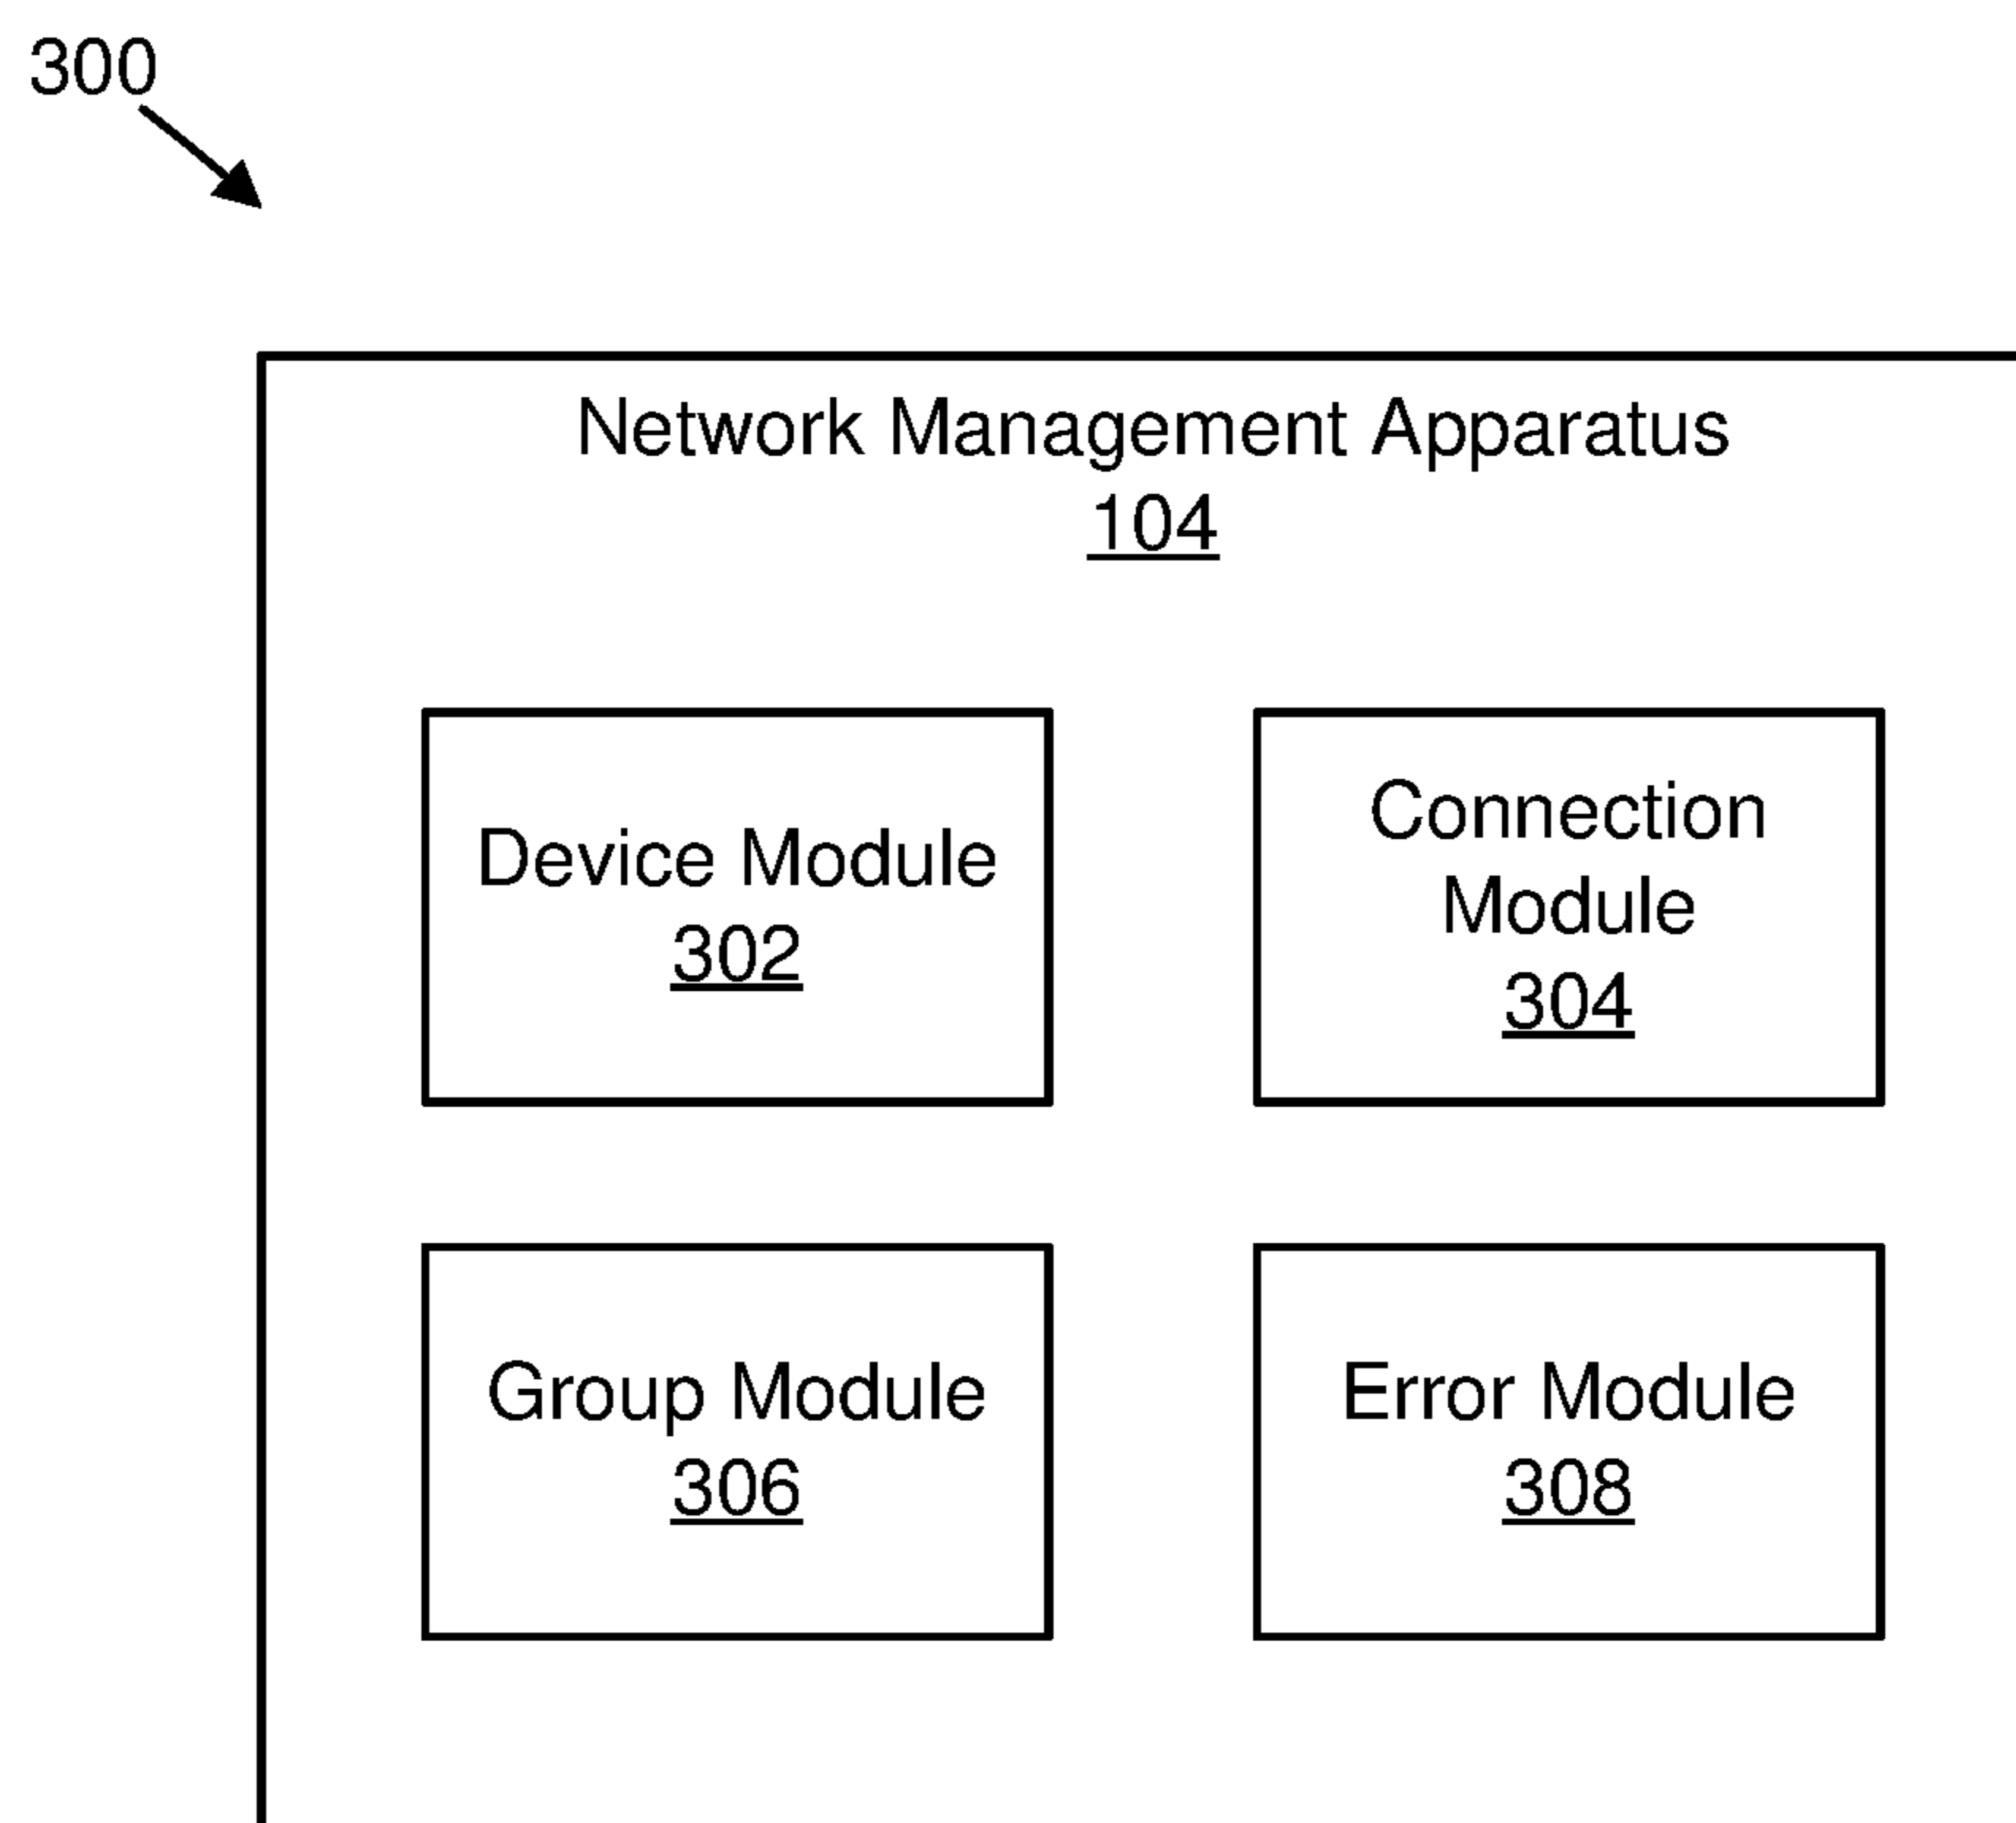 300
Network Management Apparatus
104
Device Module
302
Connection
Module
304
Group Module
306
Error Module
308